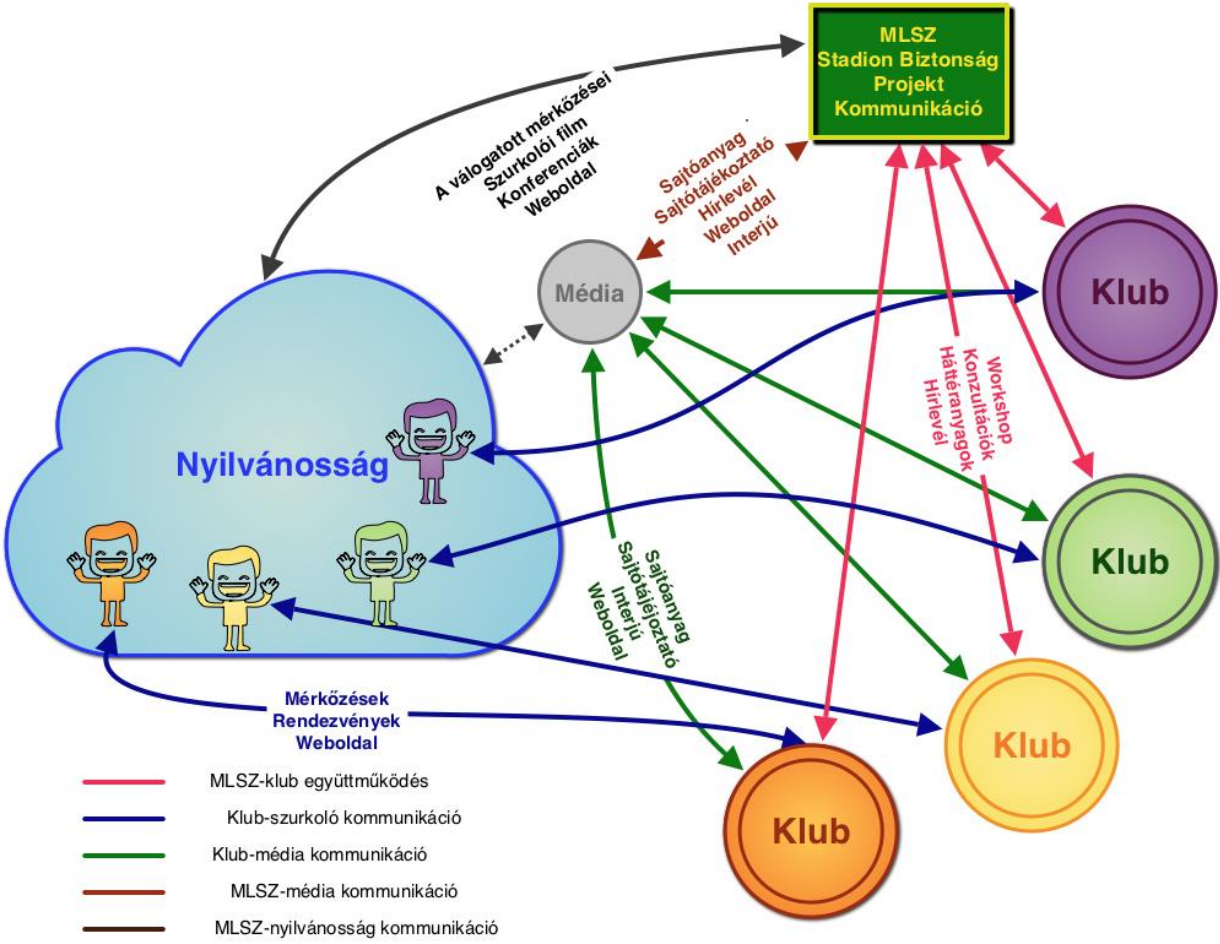 MLSZ
Stadion Biztonság
Projekt
Kommunikáció
A válogatott mérkőzései
Szurkolói film
Konferenciák
Weboldal
Sajtóanyag
Sajtótájékoztató
Hírlevél
Weboldal
Interjú
Média
Klub
Workshop
Konzultációk
Háttéranyagok
Hírlevél
Nyilvánosság
Klub
Sajtóanyag
Sajtótájéjoztató
Interjú
Weboldal
Klub
Mérkőzések
Rendezvények
Weboldal
Klub
MLSZ-klub együttműködés
Klub-szurkoló kommunikáció
Klub-média kommunikáció
MLSZ-média kommunikáció
MLSZ-nyilvánosság kommunikáció